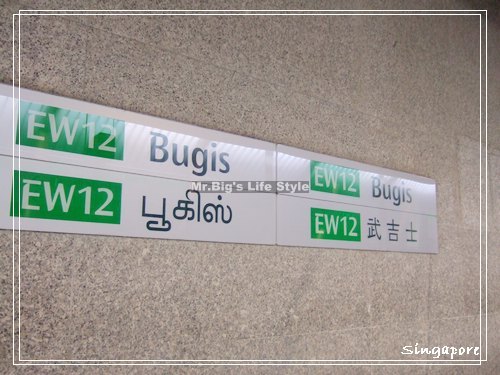 EW12 Bugis
EW12 பூகிஸ்
EW12 Bugis
EW12 武吉士
Mr.Big's Life Style
Singapore